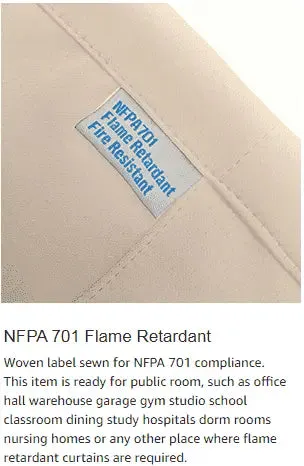 NFPA701
Flame Retardant
Fire Resistant
NFPA 701 Flame Retardant
Woven label sewn for NFPA 701 compliance.
This item is ready for public room, such as office
hall warehouse garage gym studio school
classroom dining study hospitals dorm rooms
nursing homes or any other place where flame
retardant curtains are required.